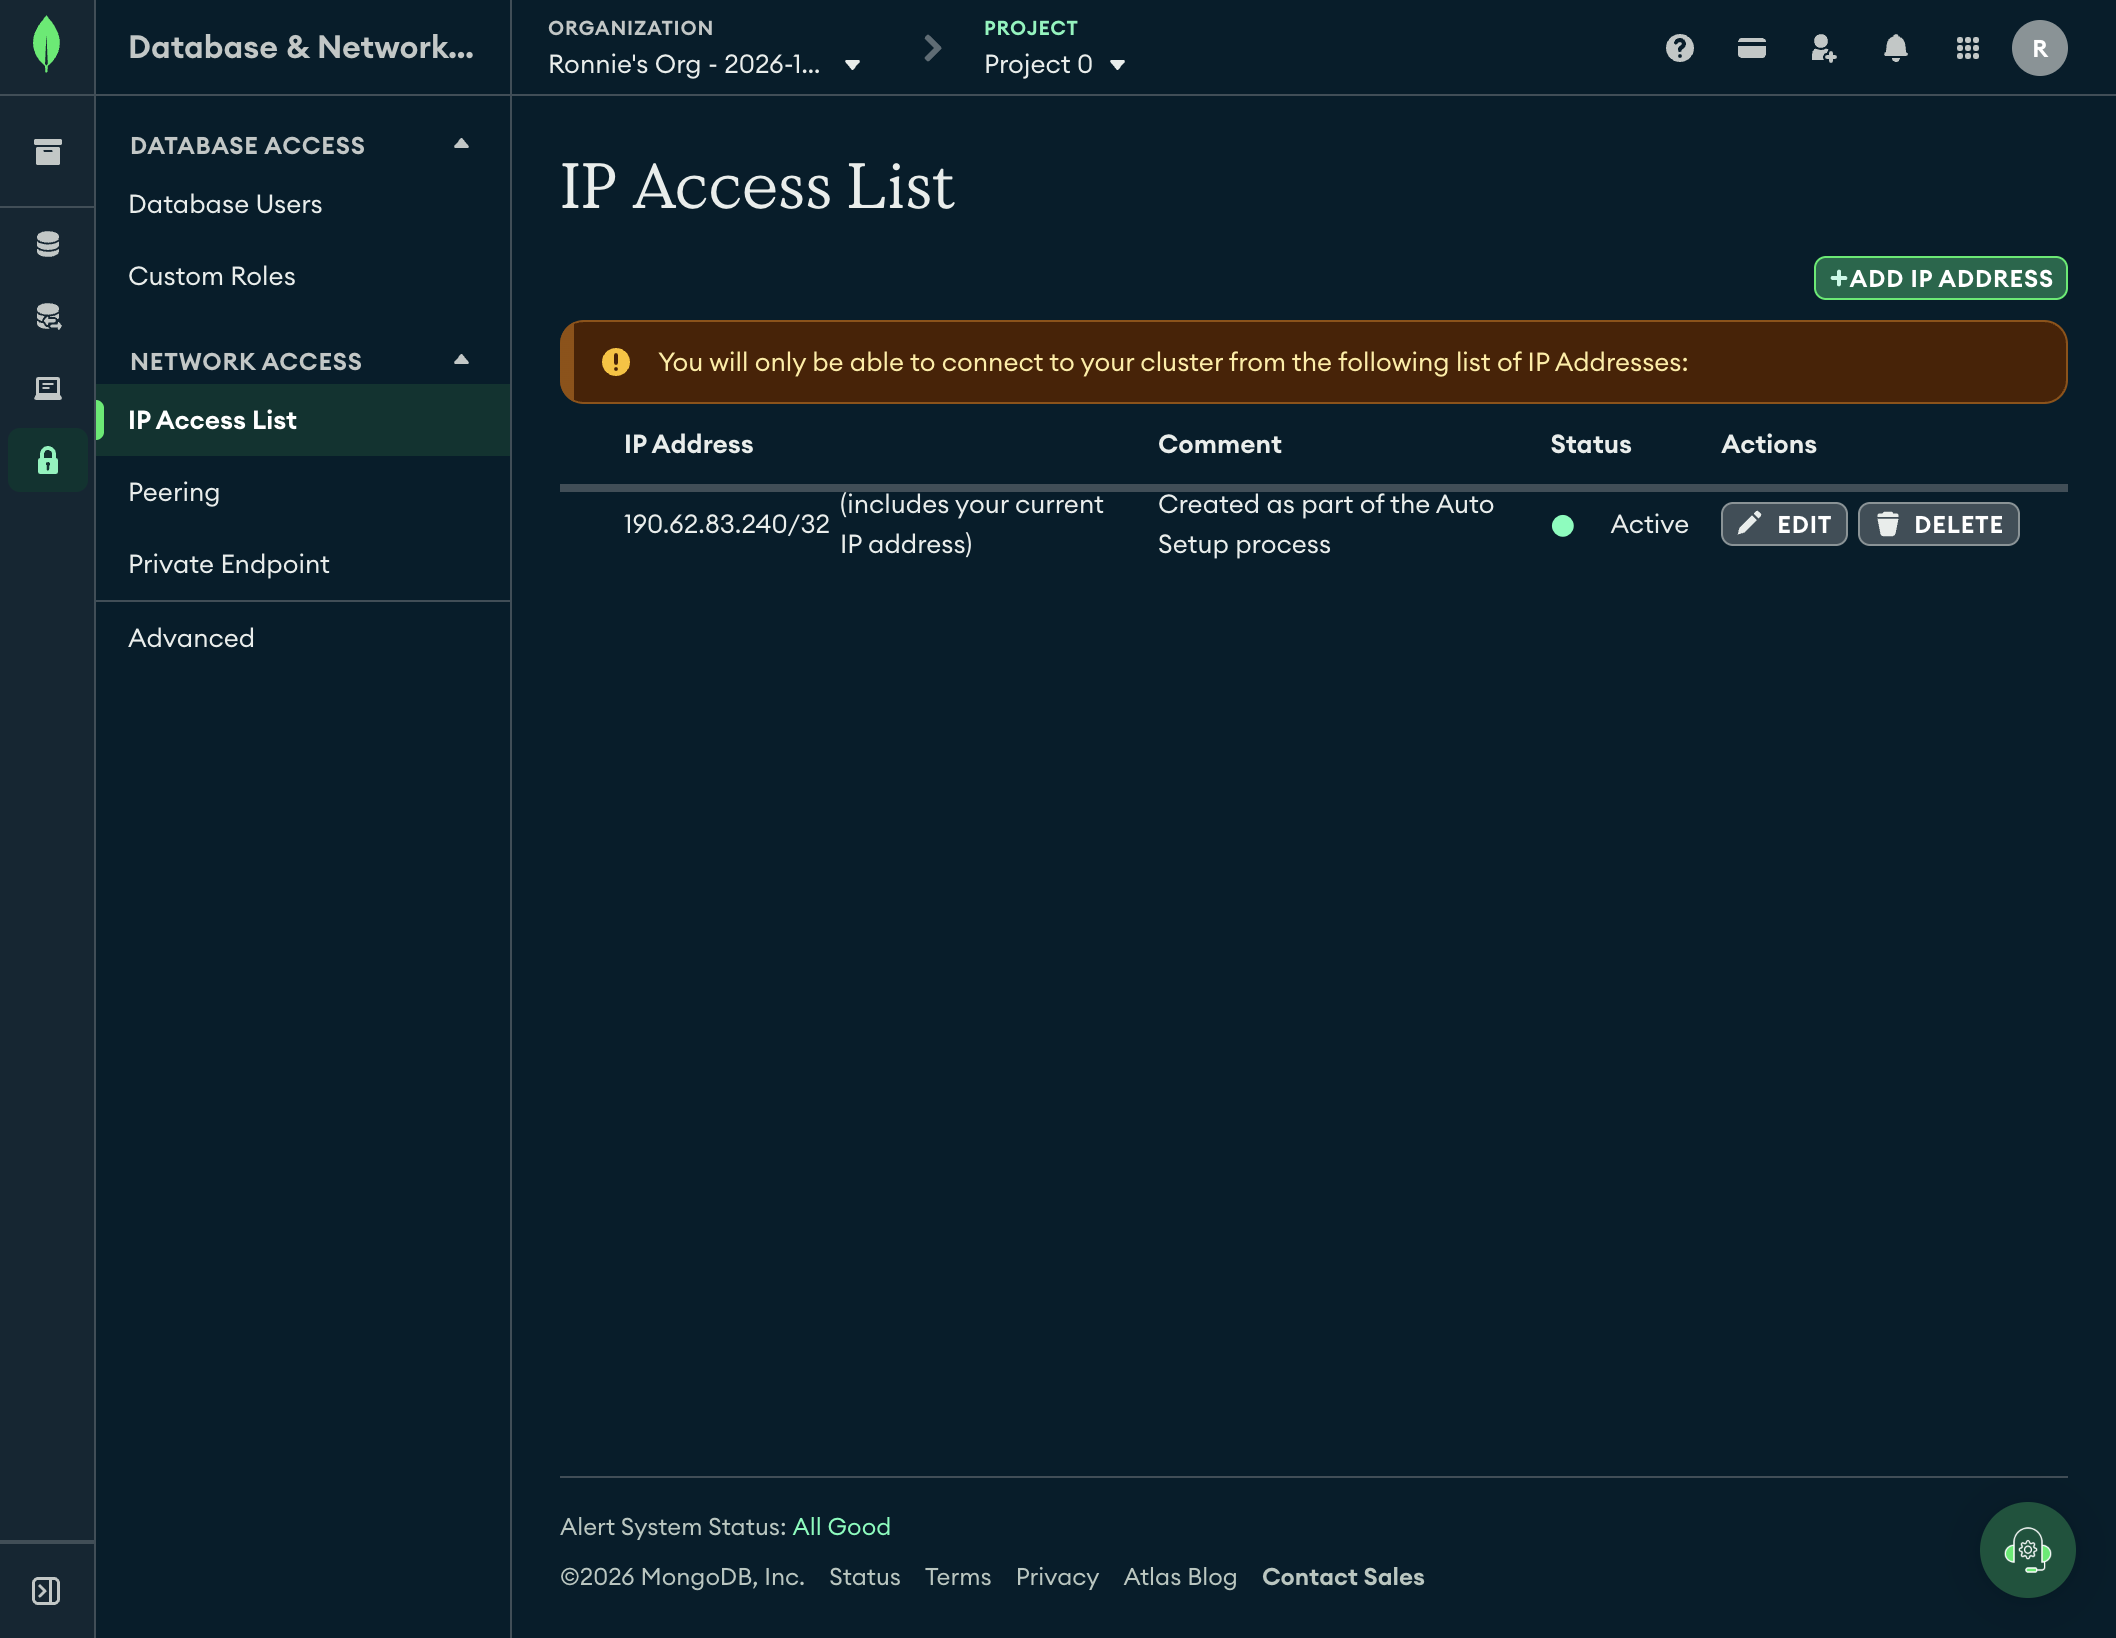 Database & Network...
ORGANIZATION
Ronnie's Org - 2026-1...
PROJECT
Project 0
R
DATABASE ACCESS
Database Users
Custom Roles
NETWORK ACCESS
IP Access List
Peering
Private Endpoint
Advanced
IP Access List
+ADD IP ADDRESS
You will only be able to connect to your cluster from the following list of IP Addresses:
IP Address Comment Status Actions
190.62.83.240/32
(includes your current
IP address)
Created as part of the Auto
Setup process
Active
EDIT
DELETE
Alert System Status: All Good
©2026 MongoDB, Inc. Status Terms Privacy Atlas Blog Contact Sales